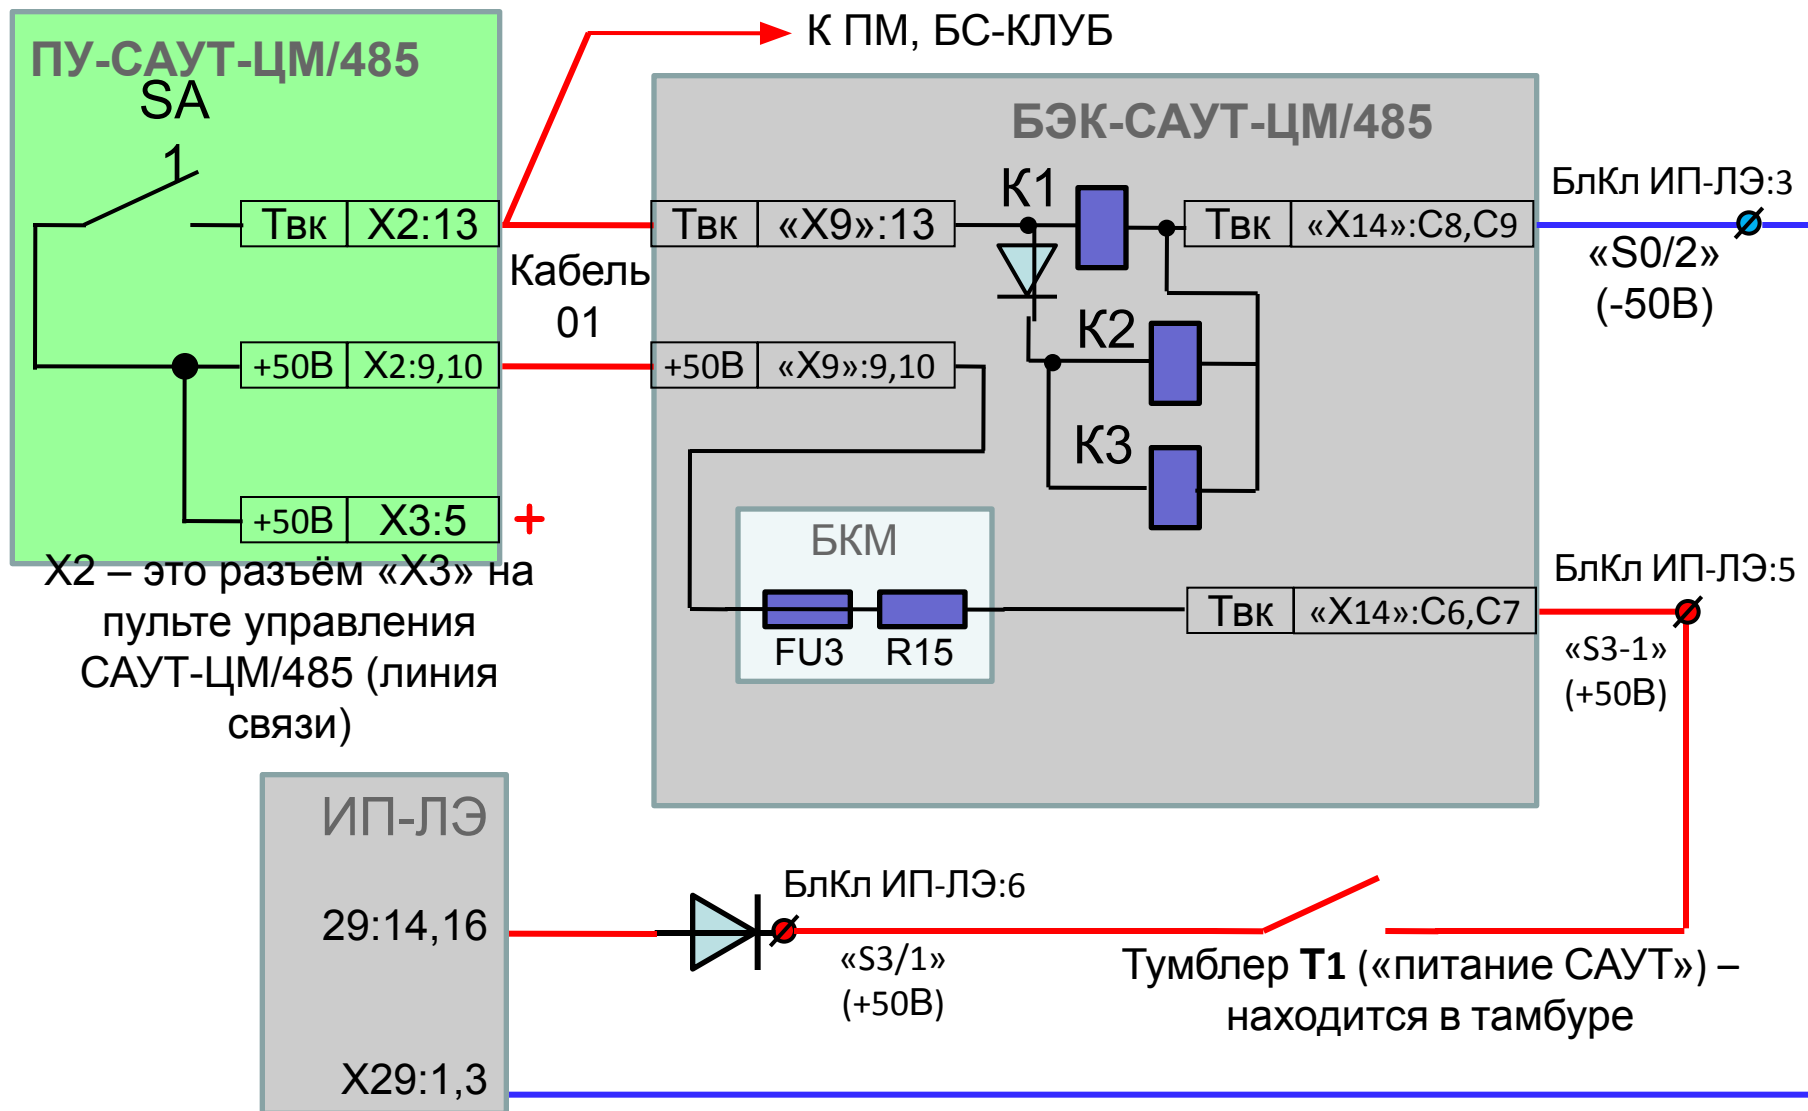 К ПМ, БС-КЛУБ
ПУ-САУТ-ЦМ/485
SA
1
Твк X2:13
Кабель
01
+50В X2:9,10
+50В X3:5 +
X2 – это разъём «X3» на
пульте управления
САУТ-ЦМ/485 (линия
связи)
БЭК-САУТ-ЦМ/485
Твк «X9»:13
К1
Твк «X14»:С8,С9
К2
+50В «X9»:9,10
К3
БКМ
FU3 R15
Твк «X14»:С6,С7
БлКл ИП-ЛЭ:3
«S0/2»
(-50В)
БлКл ИП-ЛЭ:5
«S3-1»
(+50В)
ИП-ЛЭ
29:14,16
X29:1,3
БлКл ИП-ЛЭ:6
«S3/1»
(+50В)
Тумблер Т1 («питание САУТ») –
находится в тамбуре